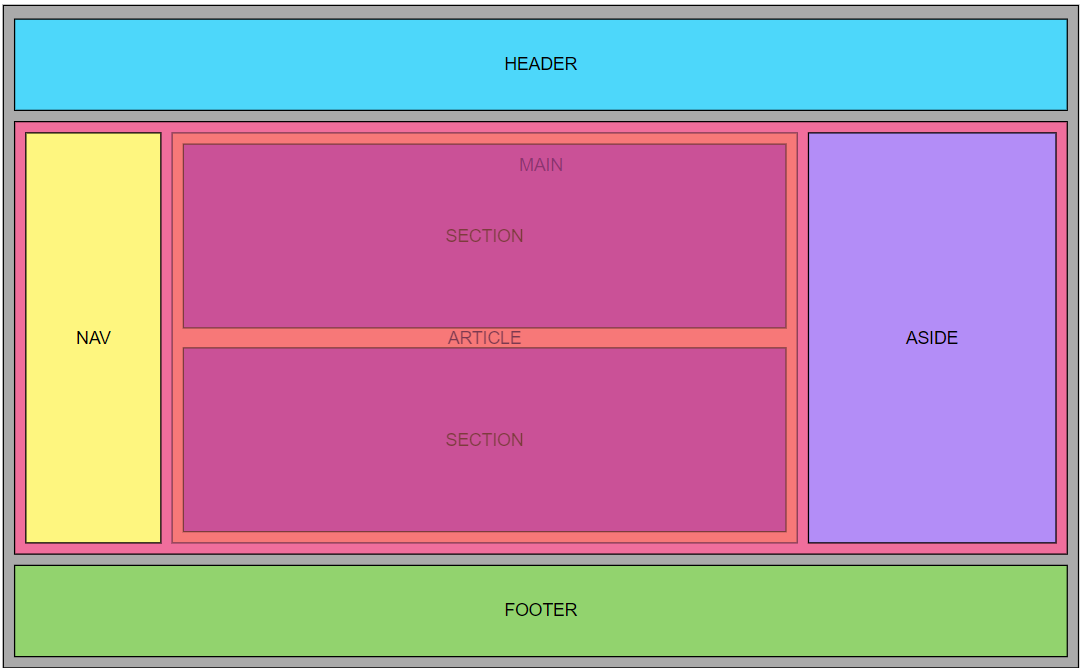 HEADER
MAIN
SECTION
NAV
ARTICLE
ASIDE
SECTION
FOOTER